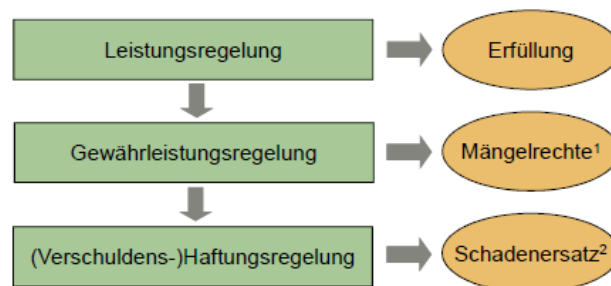 Leistungsregelung
Erfüllung
Gewährleistungsregelung
Mängelrechte¹
(Verschuldens-)Haftungsregelung
Schadenersatz²